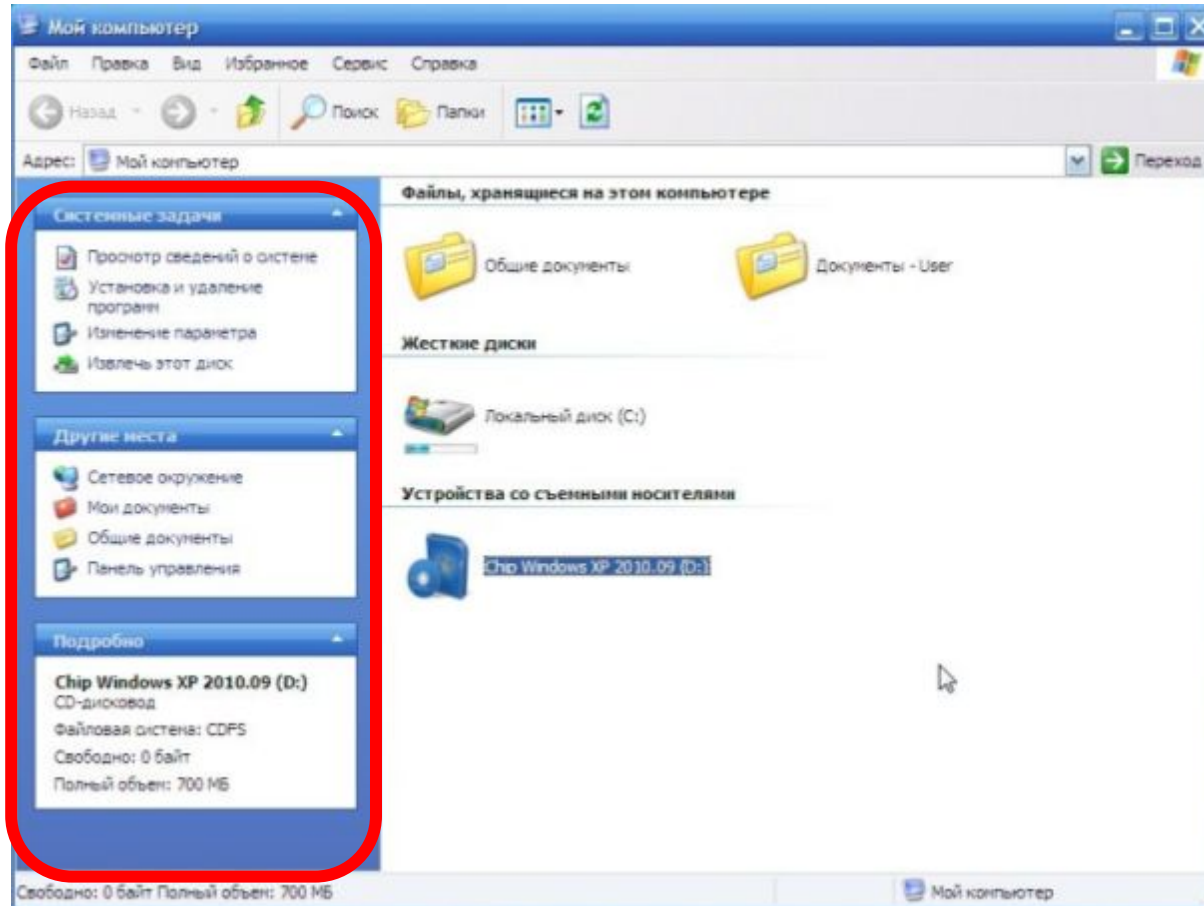 Мой компьютер
Файл Правка Вид Избранное Сервис Справка
Назад Поиск Папки
Адрес: Мой компьютер Переход
Системные задачи
Просмотр сведений о системе
Установка и удаление
программ
Изменение параметра
Извлечь этот диск
Другие места
Сетевое окружение
Мои документы
Общие документы
Панель управления
Подробно
Chip Windows XP 2010.09 (D:)
CD-дисковод
Файловая система: CDFS
Свободно: 0 байт
Полный объем: 700 МБ
Файлы, хранящиеся на этом компьютере
Общие документы Документы - User
Жесткие диски
Локальный диск (C:)
Устройства со съемными носителями
Chip Windows XP 2010.09 (D:)
Свободно: 0 байт Полный объем: 700 МБ Мой компьютер